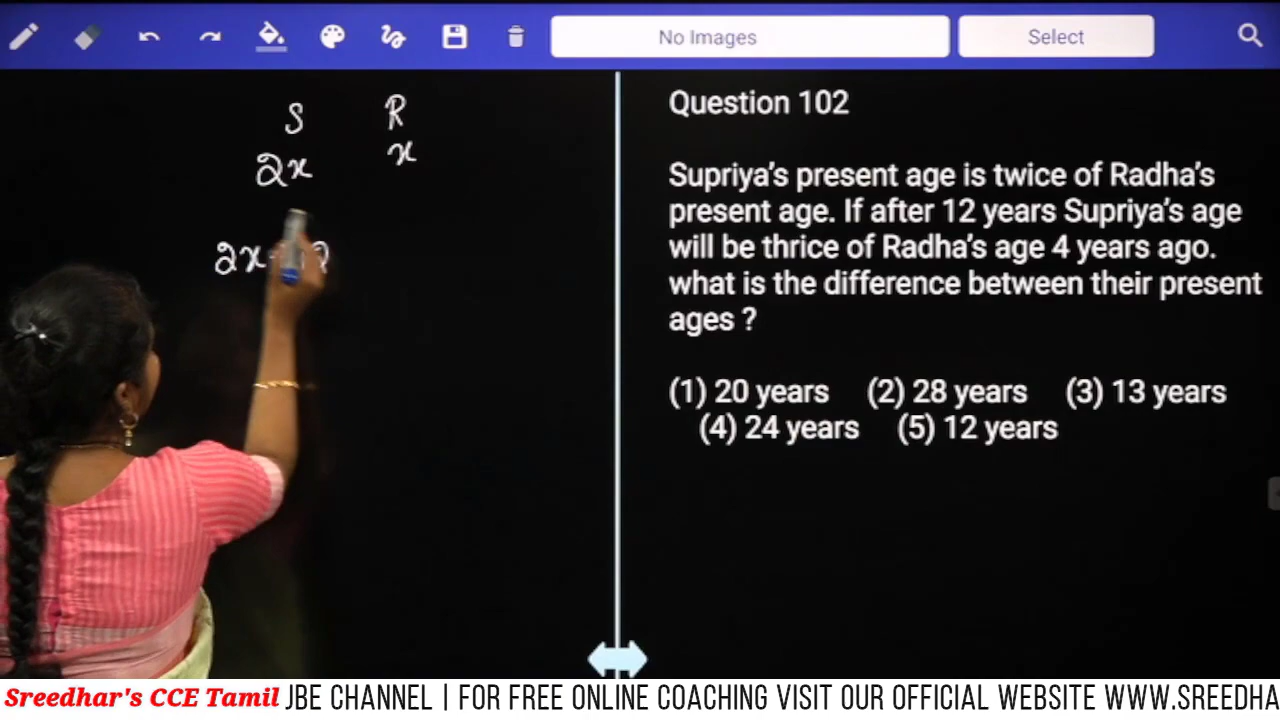 No Images
Select
S R
2x x
2x
Question 102
Supriya's present age is twice of Radha's
present age. If after 12 years Supriya's age
will be thrice of Radha's age 4 years ago.
what is the difference between their present
ages ?
(1) 20 years (2) 28 years (3) 13 years
(4) 24 years (5) 12 years
Sreedhar's CCE Tamil JBE CHANNEL | FOR FREE ONLINE COACHING VISIT OUR OFFICIAL WEBSITE WWW.SREEDHA